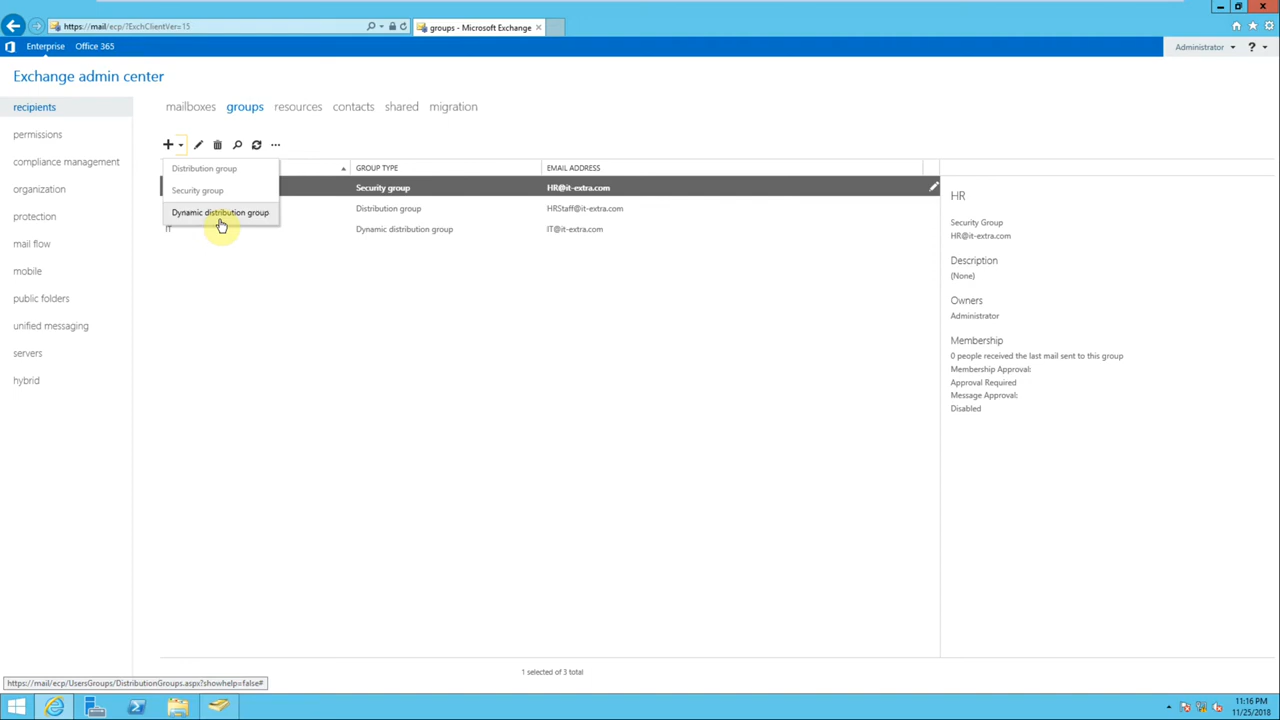 https://mail/ecp/?ExchClientVer=15
groups - Microsoft Exchange
Enterprise
Office 365
Administrator
?
Exchange admin center
recipients
mailboxes
groups
resources
contacts
shared
migration
permissions
compliance management
organization
protection
mail flow
mobile
public folders
unified messaging
servers
hybrid
Distribution group
Security group
Dynamic distribution group
GROUP TYPE
EMAIL ADDRESS
Security group
HR@it-extra.com
Distribution group
HRStaff@it-extra.com
IT
Dynamic distribution group
IT@it-extra.com
HR
Security Group
HR@it-extra.com
Description
(None)
Owners
Administrator
Membership
0 people received the last mail sent to this group
Membership Approval:
Approval Required
Message Approval:
Disabled
1 selected of 3 total
https://mail/ecp/UsersGroups/DistributionGroups.aspx?showhelp=false#
11:16 PM
11/25/2018